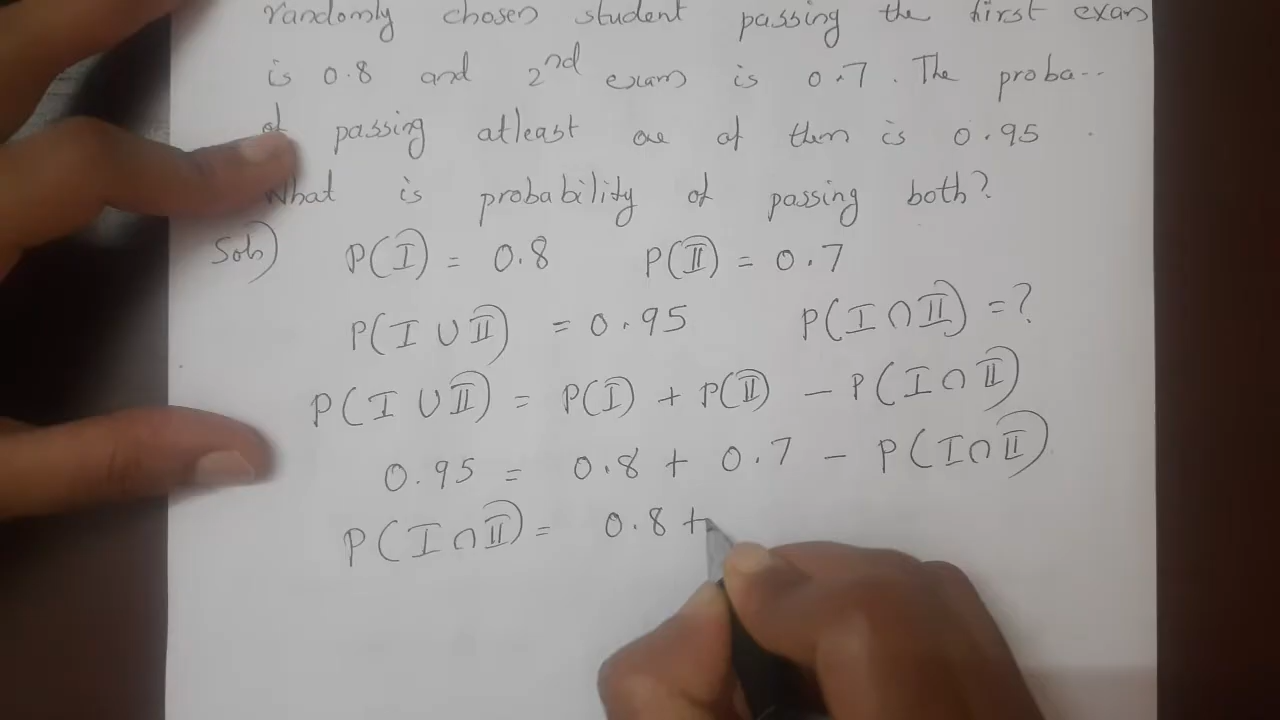 randomly chosen student passing the first exam
is 0.8 and 2nd exam is 0.7. The proba--
of passing atleast one of them is 0.95.
What is probability of passing both?
Sol) P(I) = 0.8 P(II) = 0.7
P(I ∪ II) = 0.95 P(I ∩ II) = ?
P(I ∪ II) = P(I) + P(II) - P(I ∩ II)
0.95 = 0.8 + 0.7 - P(I ∩ II)
P(I ∩ II) = 0.8 +